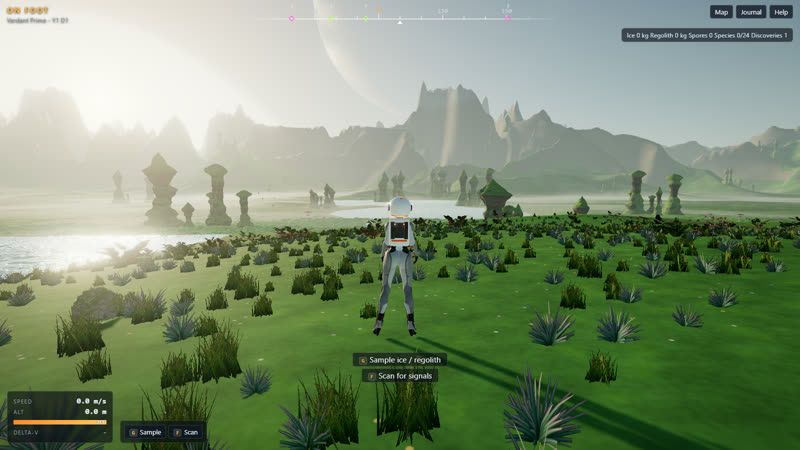 ON FOOT
Verdant Prime - Y1 D1
Map
Journal
Help
Ice 0 kg Regolith 0 kg Spores 0 Species 0/24 Discoveries 1
G Sample ice / regolith
F Scan for signals
SPEED 0.0 m/s
ALT 0.0 m
DELTA-V -
G Sample
F Scan